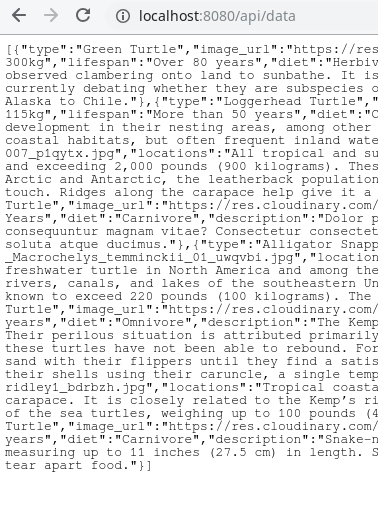 localhost:8080/api/data
[{"type":"Green Turtle","image_url":"https://res
300kg","lifespan":"Over 80 years","diet":"Herbiv
observed clambering onto land to sunbathe. It is
currently debating whether they are subspecies o
Alaska to Chile."},{"type":"Loggerhead Turtle","
115kg","lifespan":"More than 50 years","diet":"C
development in their nesting areas, among other
coastal habitats, but often frequent inland wate
007_p1qytx.jpg","locations":"All tropical and su
and exceeding 2,000 pounds (900 kilograms). Thes
Arctic and Antarctic, the leatherback population
touch. Ridges along the carapace help give it a
Turtle","image_url":"https://res.cloudinary.com/
Years","diet":"Carnivore","description":"Dolor p
consequuntur magnam vitae? Consectetur consectet
soluta atque ducimus."},{"type":"Alligator Snapp
_Macrochelys_temminckii_01_uwqvbi.jpg","location
freshwater turtle in North America and among the
rivers, canals, and lakes of the southeastern Un
known to exceed 220 pounds (100 kilograms). The
Turtle","image_url":"https://res.cloudinary.com/
years","diet":"Omnivore","description":"The Kemp
Their perilous situation is attributed primarily
these turtles have not been able to rebound. For
sand with their flippers until they find a satis
their shells using their caruncle, a single temp
ridley1_bdrbzh.jpg","locations":"Tropical coasta
carapace. It is closely related to the Kemp's ri
of the sea turtles, weighing up to 100 pounds (4
Turtle","image_url":"https://res.cloudinary.com/
years","diet":"Carnivore","description":"Snake-n
measuring up to 11 inches (27.5 cm) in length. S
tear apart food."}]